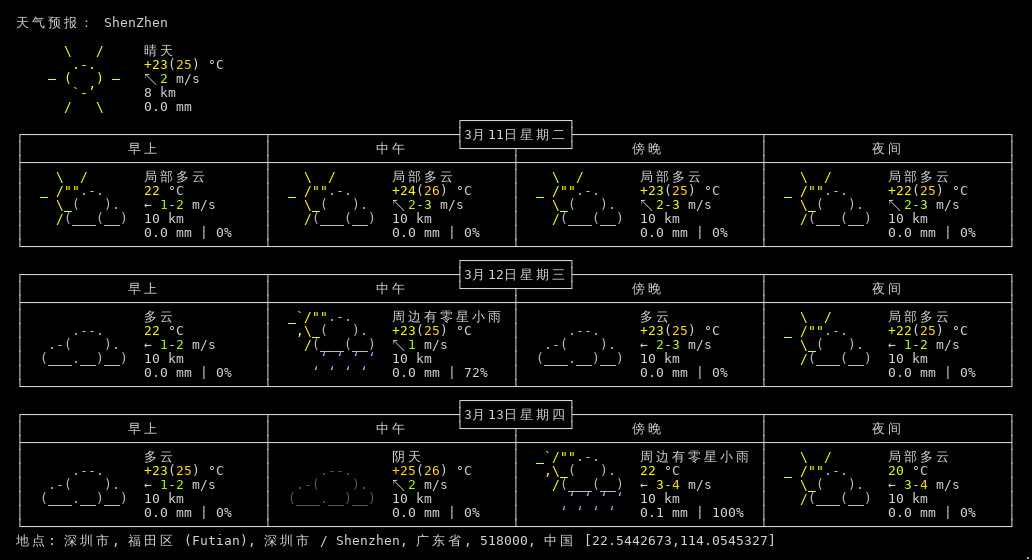 天气预报： ShenZhen
晴天
+23(25) °C
↖ 2 m/s
8 km
0.0 mm
3月11日星期二
早上 中午 傍晚 夜间
局部多云 局部多云 局部多云 局部多云
22 °C +24(26) °C +23(25) °C +22(25) °C
← 1-2 m/s ↖ 2-3 m/s ↖ 2-3 m/s ↖ 2-3 m/s
10 km 10 km 10 km 10 km
0.0 mm | 0% 0.0 mm | 0% 0.0 mm | 0% 0.0 mm | 0%
3月12日星期三
早上 中午 傍晚 夜间
多云 周边有零星小雨 多云 局部多云
22 °C +23(25) °C +23(25) °C +22(25) °C
← 1-2 m/s ↖ 1 m/s ← 2-3 m/s ← 1-2 m/s
10 km 10 km 10 km 10 km
0.0 mm | 0% 0.0 mm | 72% 0.0 mm | 0% 0.0 mm | 0%
3月13日星期四
早上 中午 傍晚 夜间
多云 阴天 周边有零星小雨 局部多云
+23(25) °C +25(26) °C 22 °C 20 °C
← 1-2 m/s ↖ 2 m/s ← 3-4 m/s ← 3-4 m/s
10 km 10 km 10 km 10 km
0.0 mm | 0% 0.0 mm | 0% 0.1 mm | 100% 0.0 mm | 0%
地点: 深圳市, 福田区 (Futian), 深圳市 / Shenzhen, 广东省, 518000, 中国 [22.5442673,114.0545327]